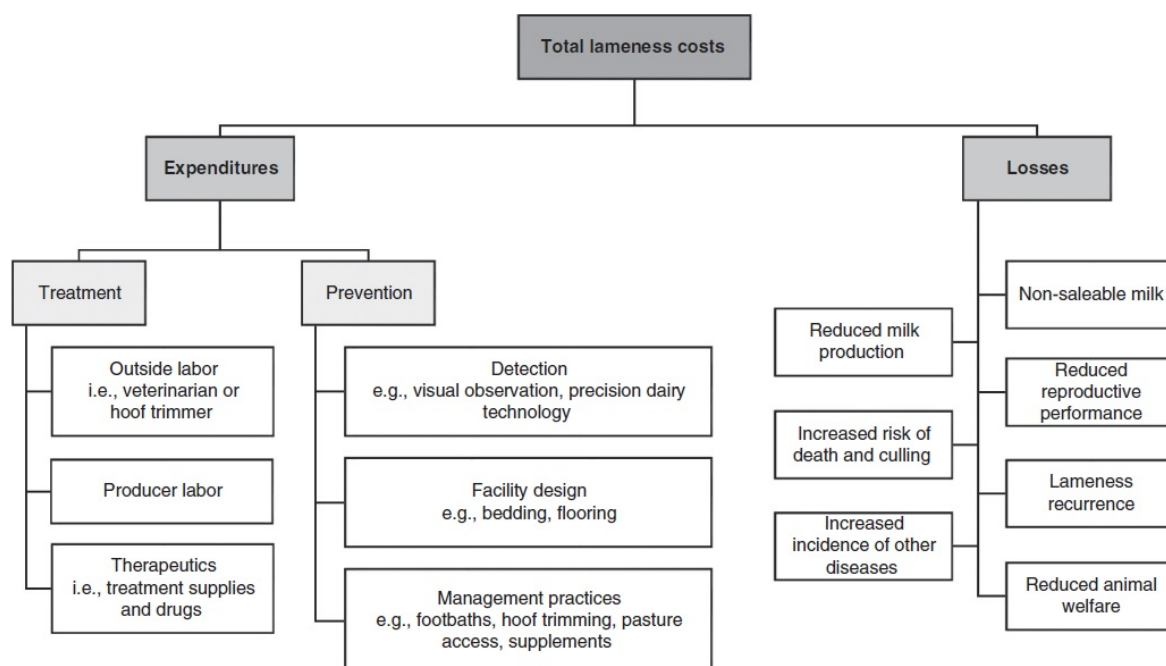 Total lameness costs
Expenditures
Losses
Treatment
Prevention
Outside labor
i.e., veterinarian or
hoof trimmer
Producer labor
Therapeutics
i.e., treatment supplies
and drugs
Detection
e.g., visual observation, precision dairy
technology
Facility design
e.g., bedding, flooring
Management practices
e.g., footbaths, hoof trimming, pasture
access, supplements
Reduced milk
production
Increased risk of
death and culling
Increased
incidence of other
diseases
Non-saleable milk
Reduced
reproductive
performance
Lameness
recurrence
Reduced animal
welfare